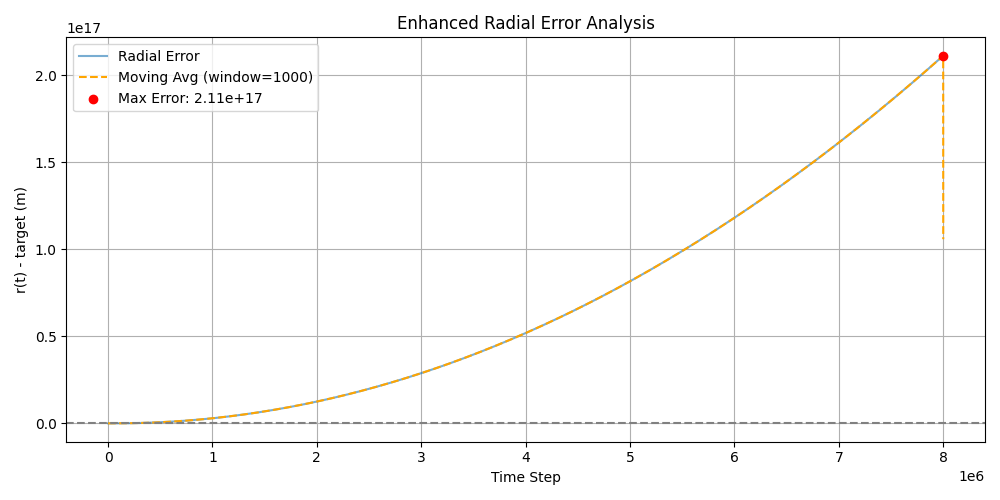 Enhanced Radial Error Analysis
1e17
Radial Error
Moving Avg (window=1000)
Max Error: 2.11e+17
2.0
1.5
1.0
0.5
0.0
r(t) - target (m)
0 1 2 3 4 5 6 7 8
1e6
Time Step